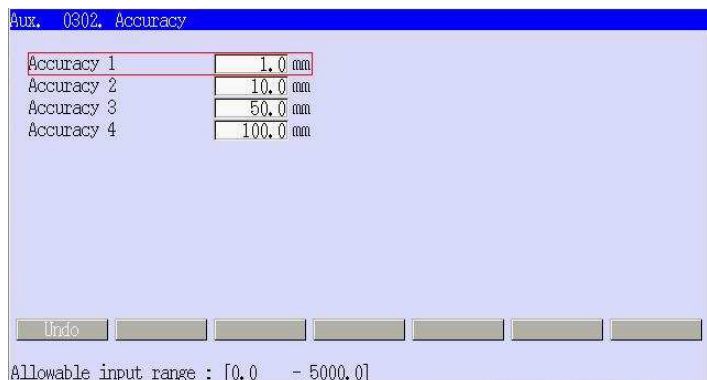 Aux. 0302. Accuracy
Accuracy 1 1.0 mm
Accuracy 2 10.0 mm
Accuracy 3 50.0 mm
Accuracy 4 100.0 mm
Undo
Allowable input range : [0.0 - 5000.0]